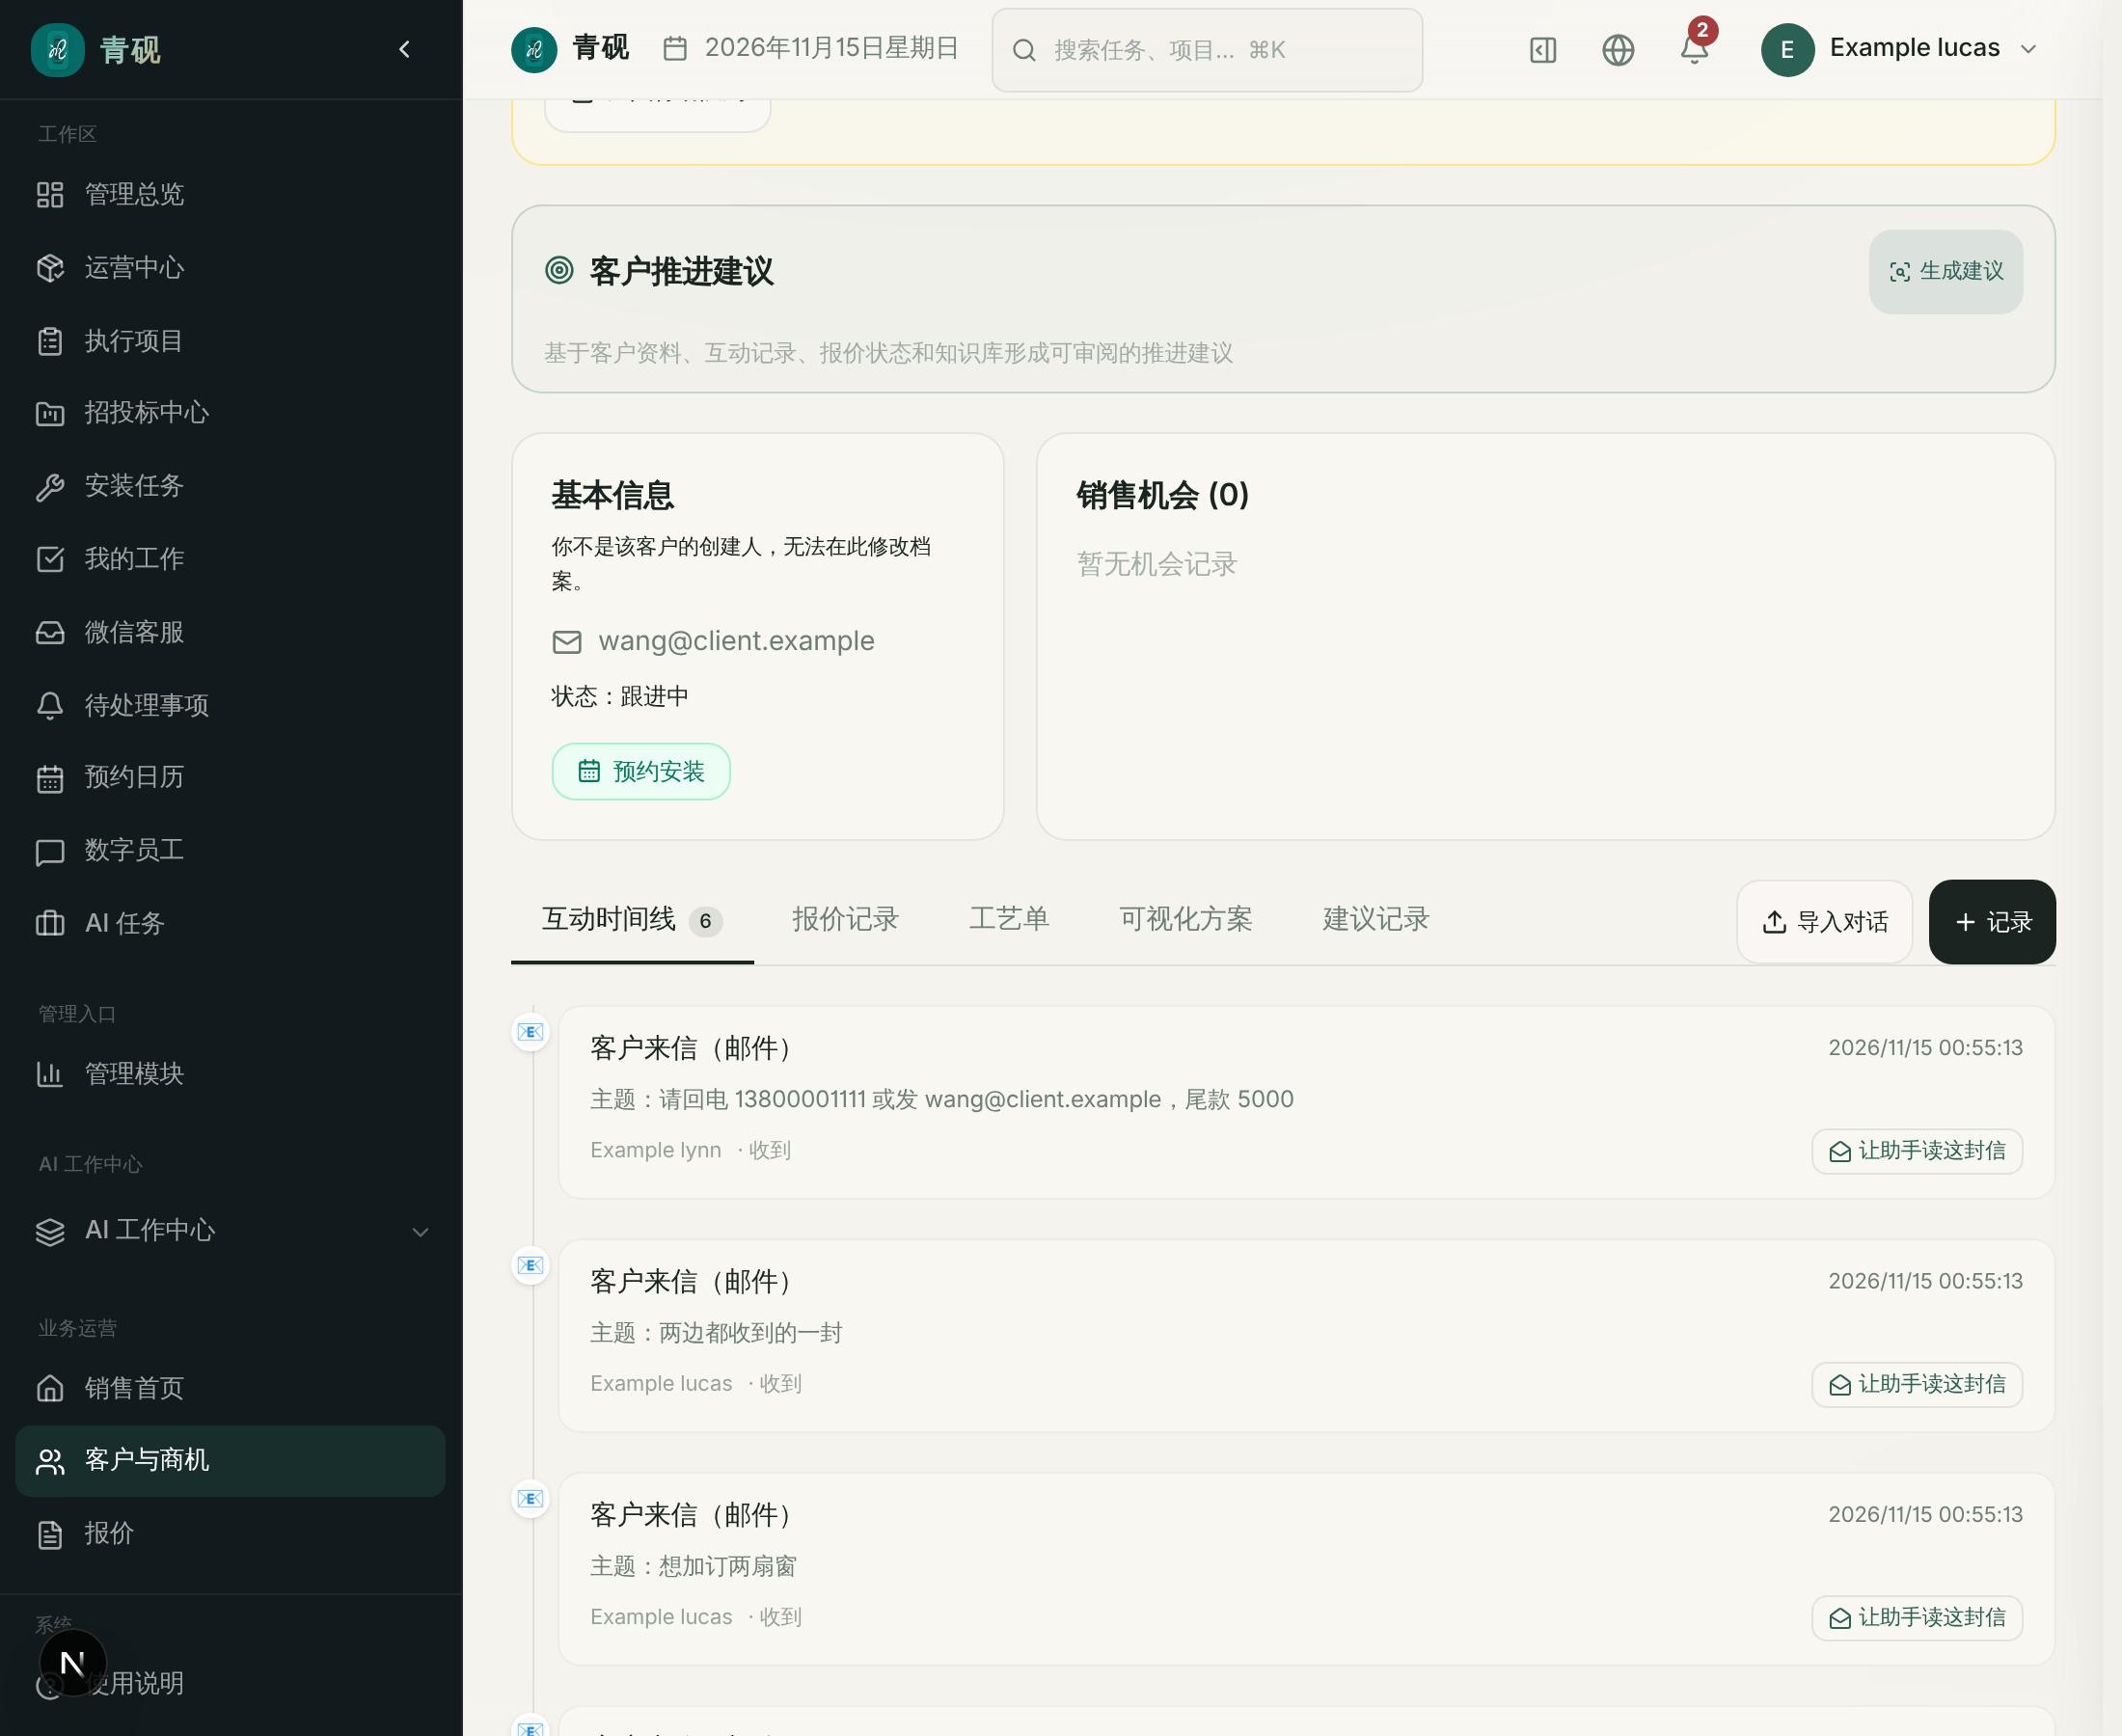 青砚
工作区
管理总览
运营中心
执行项目
招投标中心
安装任务
我的工作
微信客服
待处理事项
预约日历
数字员工
AI 任务
管理入口
管理模块
AI 工作中心
AI 工作中心
业务运营
销售首页
客户与商机
报价
系统
N
使用说明
青砚
2026年11月15日星期日
搜索任务、项目... ⌘K
2
E
Example lucas
客户推进建议
生成建议
基于客户资料、互动记录、报价状态和知识库形成可审阅的推进建议
基本信息
你不是该客户的创建人，无法在此修改档
案。
wang@client.example
状态：跟进中
预约安装
销售机会 (0)
暂无机会记录
互动时间线 6
报价记录
工艺单
可视化方案
建议记录
导入对话
+ 记录
客户来信（邮件）
2026/11/15 00:55:13
主题：请回电 13800001111 或发 wang@client.example，尾款 5000
Example lynn · 收到
让助手读这封信
客户来信（邮件）
2026/11/15 00:55:13
主题：两边都收到的一封
Example lucas · 收到
让助手读这封信
客户来信（邮件）
2026/11/15 00:55:13
主题：想加订两扇窗
Example lucas · 收到
让助手读这封信